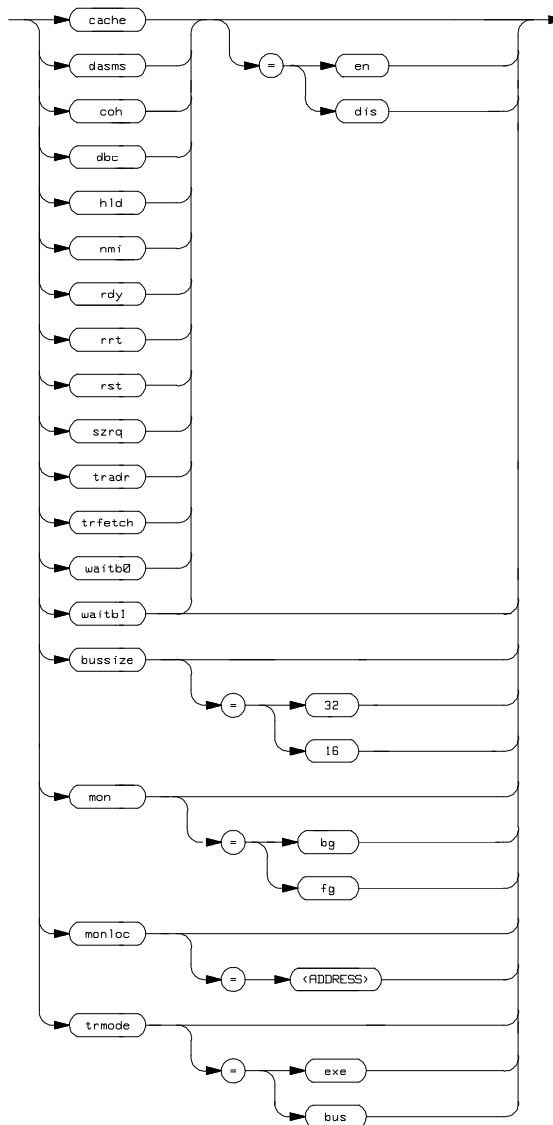 cache
= en
dasms
dis
coh
dbc
hld
nmi
rdy
rrt
rst
szrq
tradr
trfetch
waitb0
waitb1
bussize
= 32
16
mon
= bg
fg
monloc
= <ADDRESS>
trmode
= exe
bus